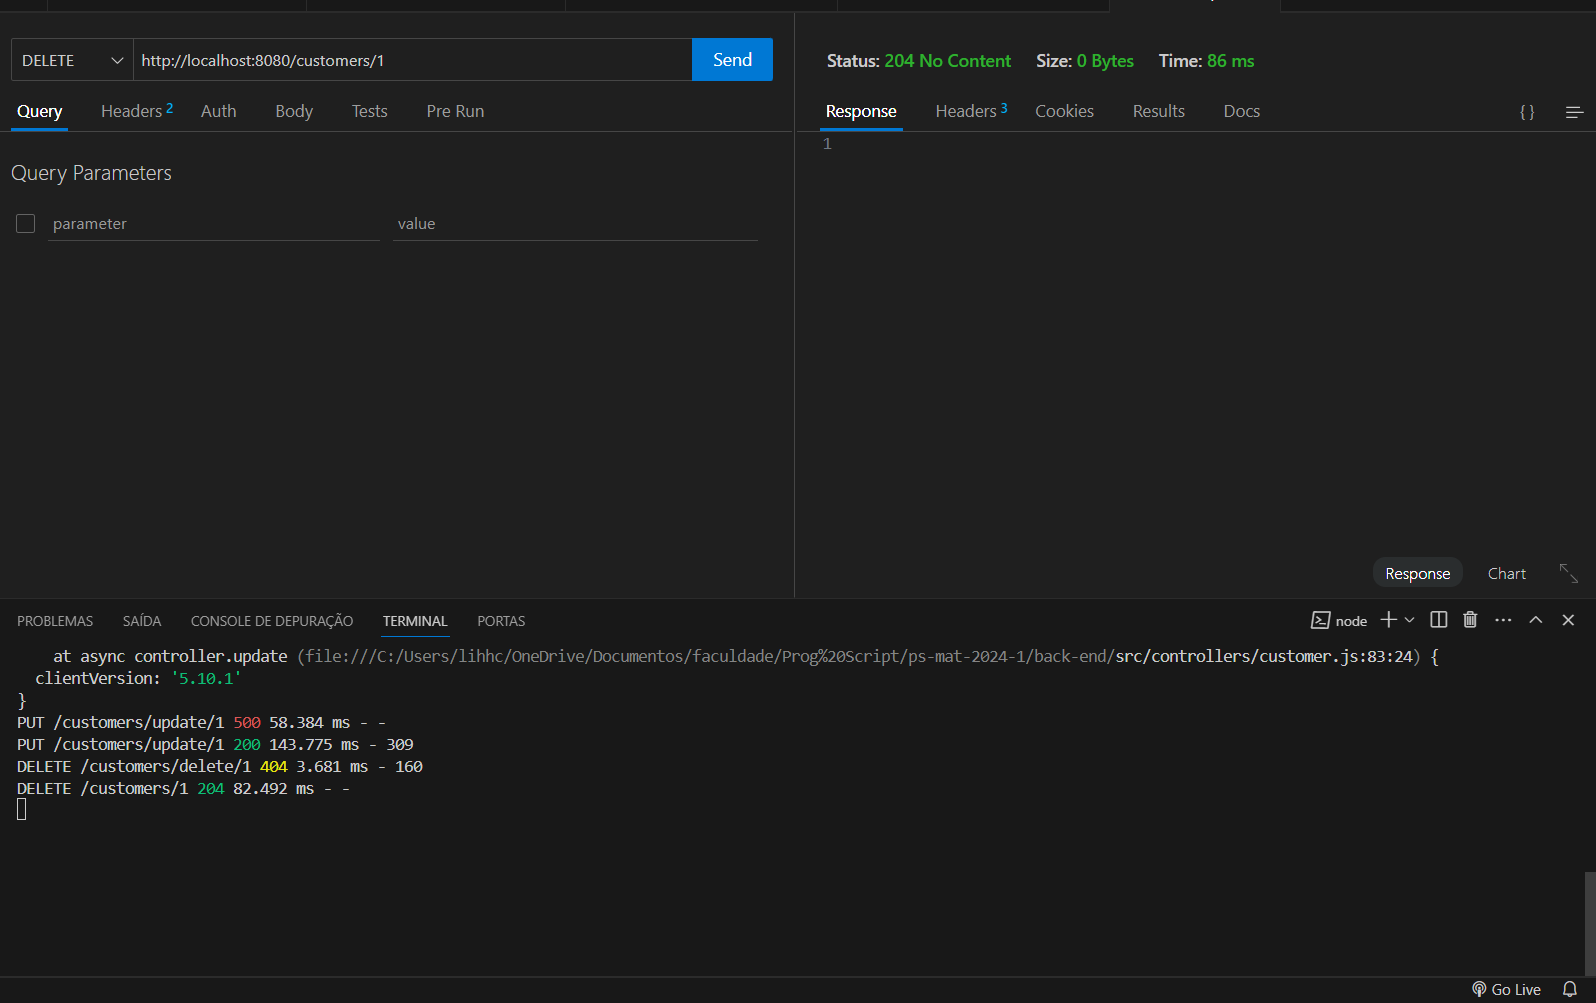 DELETE http://localhost:8080/customers/1 Send
Status: 204 No Content Size: 0 Bytes Time: 86 ms
Query Headers 2 Auth Body Tests Pre Run
Response Headers 3 Cookies Results Docs { }
1
Query Parameters
parameter value
Response Chart
PROBLEMAS SAÍDA CONSOLE DE DEPURAÇÃO TERMINAL PORTAS node
at async controller.update (file:///C:/Users/lihhc/OneDrive/Documentos/faculdade/Prog%20Script/ps-mat-2024-1/back-end/src/controllers/customer.js:83:24) {
clientVersion: '5.10.1'
}
PUT /customers/update/1 500 58.384 ms - -
PUT /customers/update/1 200 143.775 ms - 309
DELETE /customers/delete/1 404 3.681 ms - 160
DELETE /customers/1 204 82.492 ms - -
Go Live